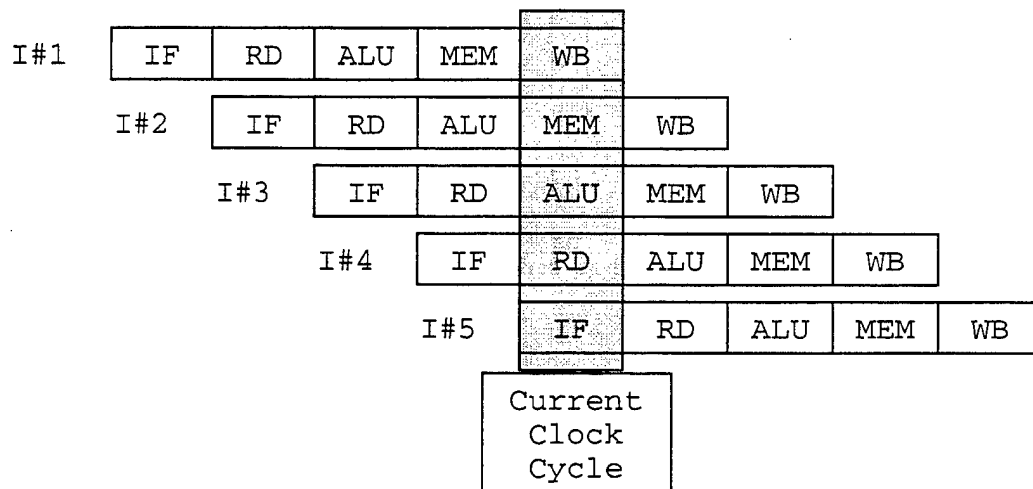 I#1 IF RD ALU MEM WB
I#2 IF RD ALU MEM WB
I#3 IF RD ALU MEM WB
I#4 IF RD ALU MEM WB
I#5 IF RD ALU MEM WB
Current
Clock
Cycle